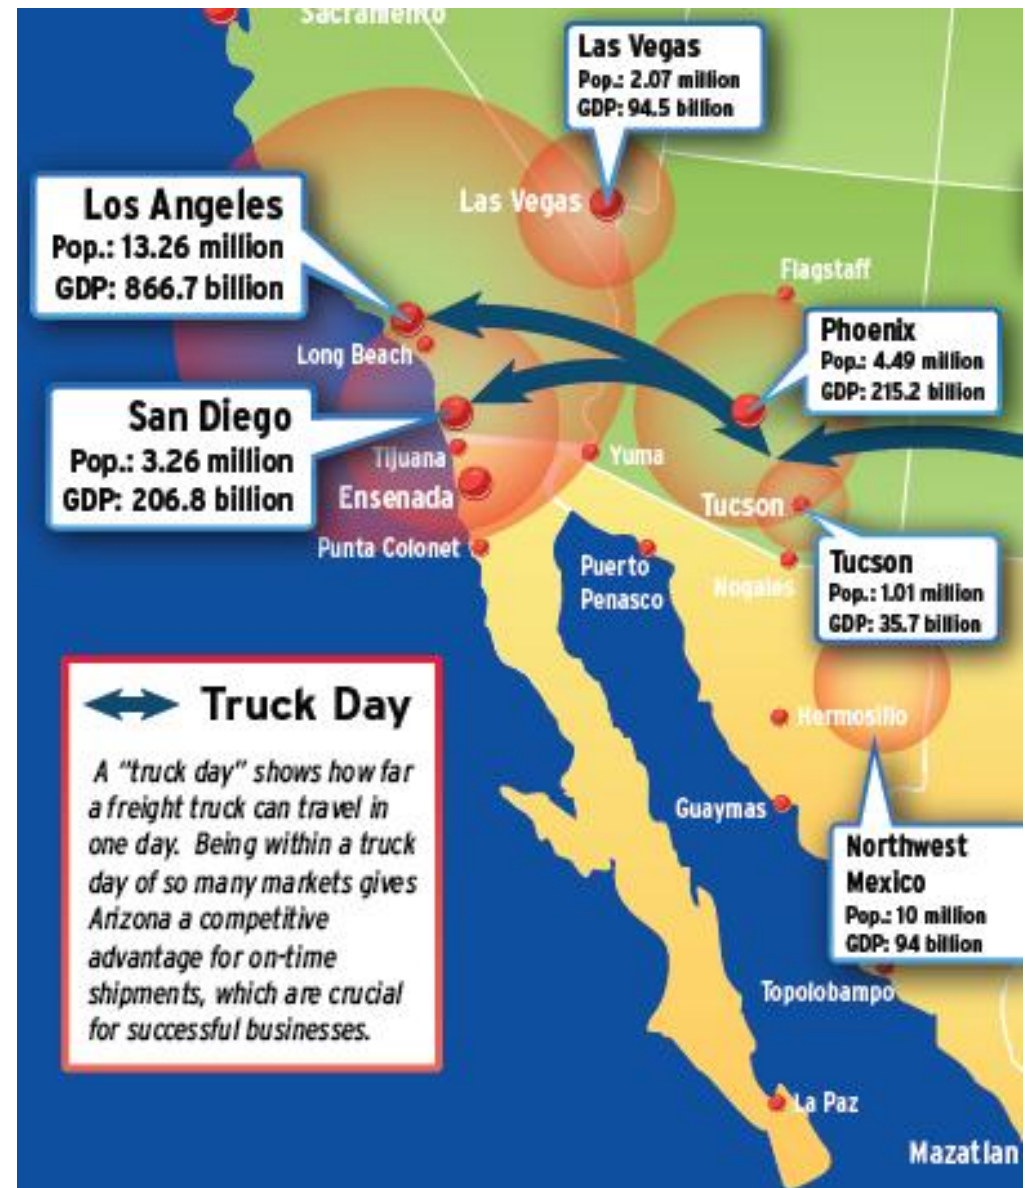 Sacramento
Las Vegas
Pop.: 2.07 million
GDP: 94.5 billion
Los Angeles
Pop.: 13.26 million
GDP: 866.7 billion
Las Vegas
Flagstaff
Phoenix
Pop.: 4.49 million
GDP: 215.2 billion
Long Beach
San Diego
Pop.: 3.26 million
GDP: 206.8 billion
Tijuana
Yuma
Ensenada
Tucson
Punta Colonet
Puerto
Penasco
Nogales
Tucson
Pop.: 1.01 million
GDP: 35.7 billion
Truck Day
A "truck day" shows how far
a freight truck can travel in
one day. Being within a truck
day of so many markets gives
Arizona a competitive
advantage for on-time
shipments, which are crucial
for successful businesses.
Hermosillo
Guaymas
Northwest
Mexico
Pop.: 10 million
GDP: 94 billion
Topolobampo
La Paz
Mazatlan